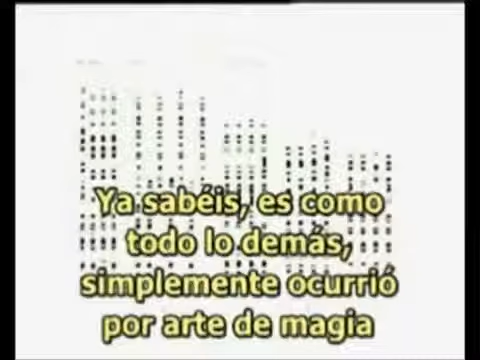 Ya sabéis, es como
todo lo demás,
simplemente ocurrió
por arte de magia